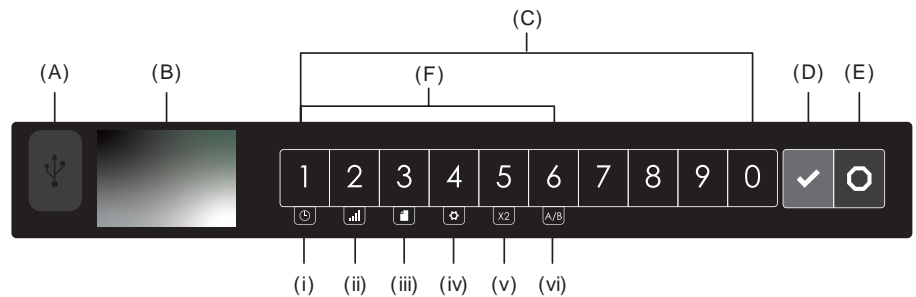 (C)
(A) (B) (F) (D) (E)
1 2 3 4 5 6 7 8 9 0
X2 A/B
(i) (ii) (iii) (iv) (v) (vi)